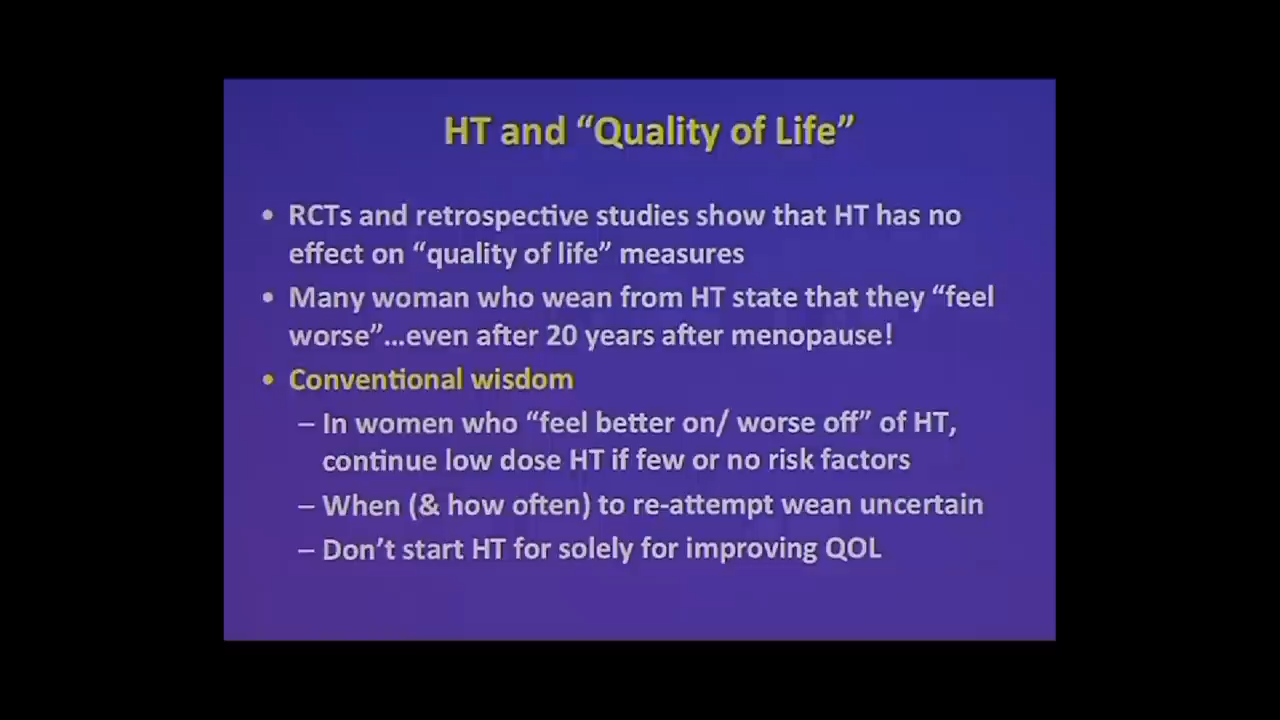 HT and “Quality of Life”
• RCTs and retrospective studies show that HT has no
effect on “quality of life” measures
• Many woman who wean from HT state that they “feel
worse”...even after 20 years after menopause!
• Conventional wisdom
– In women who “feel better on/ worse off” of HT,
continue low dose HT if few or no risk factors
– When (& how often) to re-attempt wean uncertain
– Don’t start HT for solely for improving QOL